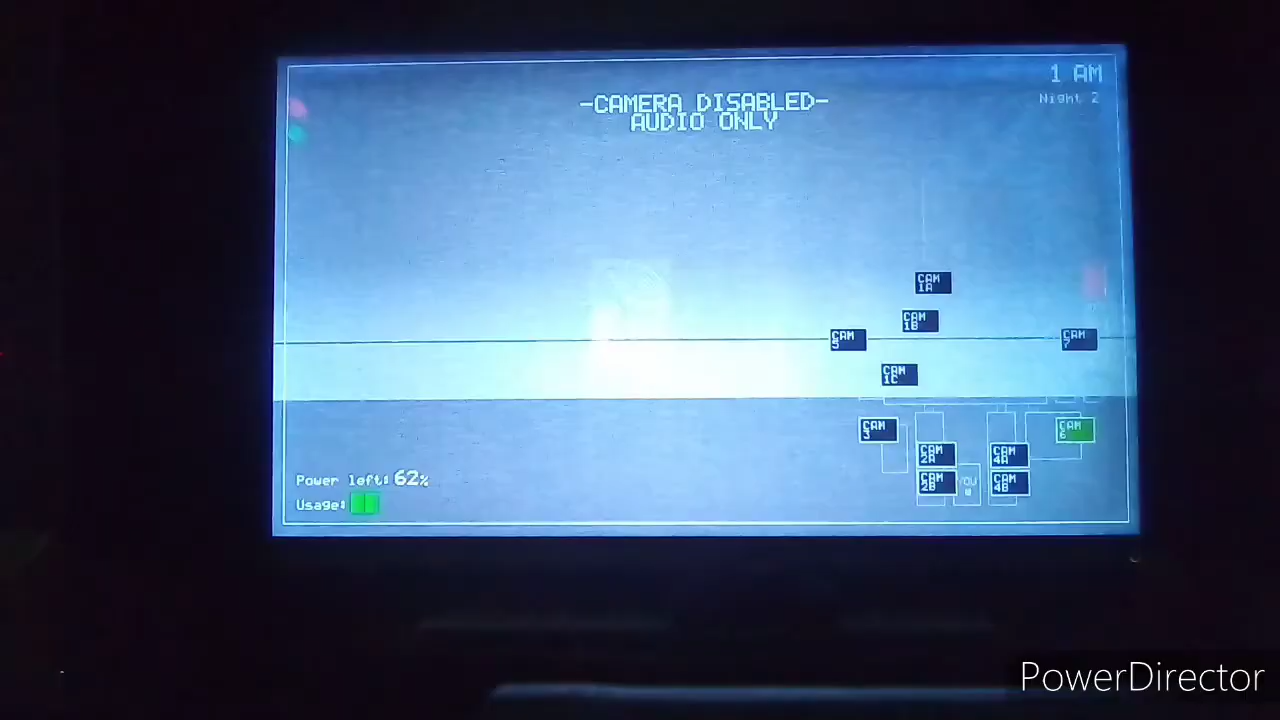 1 AM
Night 2
-CAMERA DISABLED-
AUDIO ONLY
CAM
1A
CAM
1B
CAM
5
CAM
7
CAM
1C
CAM
3
CAM
6
CAM
2A
CAM
4A
CAM
2B
YOU
CAM
4B
Power left: 62%
Usage:
PowerDirector